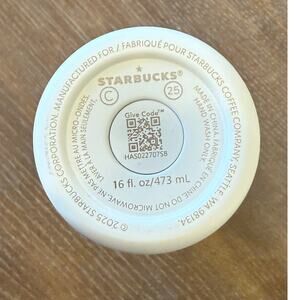 © 2025 STARBUCKS CORPORATION. MANUFACTURED FOR / FABRIQUÉ POUR STARBUCKS COFFEE COMPANY, SEATTLE WA 98134.
MADE IN CHINA / FABRIQUÉ EN CHINE DO NOT MICROWAVE / NE PAS METTRE AU MICRO-ONDES.
HAND WASH ONLY / LAVER À LA MAIN SEULEMENT.
STARBUCKS®
C
25
Give Code™
HAS022707SB
16 fl. oz/473 mL